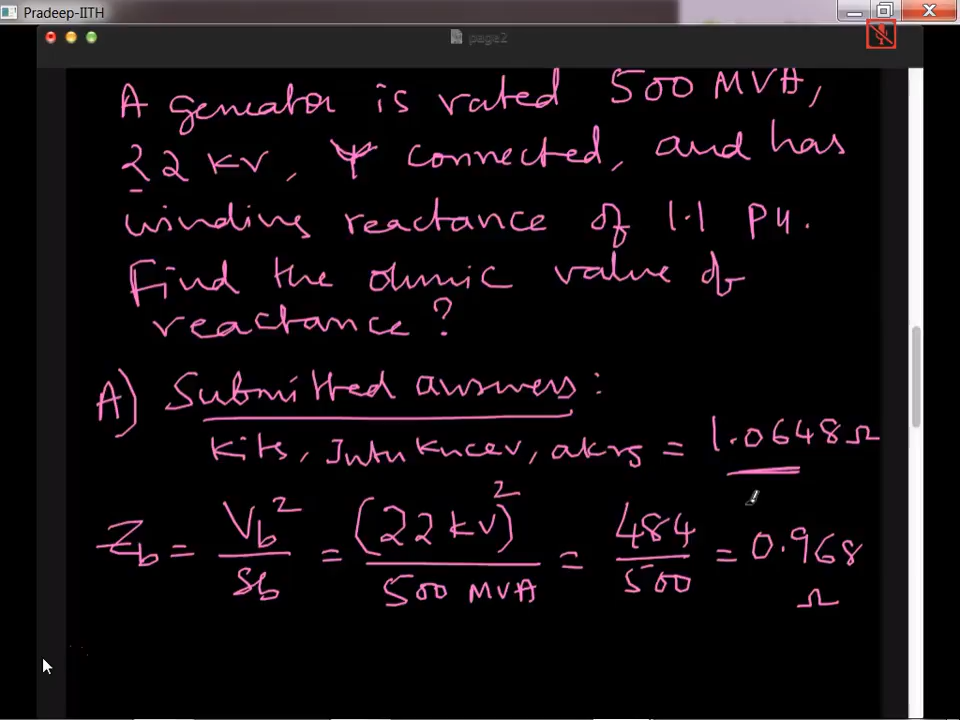 Pradeep-IITH
page2
A generator is rated 500 MVA,
22 kV, Y connected, and has
winding reactance of 1.1 pu.
Find the ohmic value of
reactance?
A) Submitted answers:
kits, Jntukucev, akrg = 1.0648Ω
Zb = Vb² / Sb = (22 kV)² / 500 MVA = 484 / 500 = 0.968
Ω